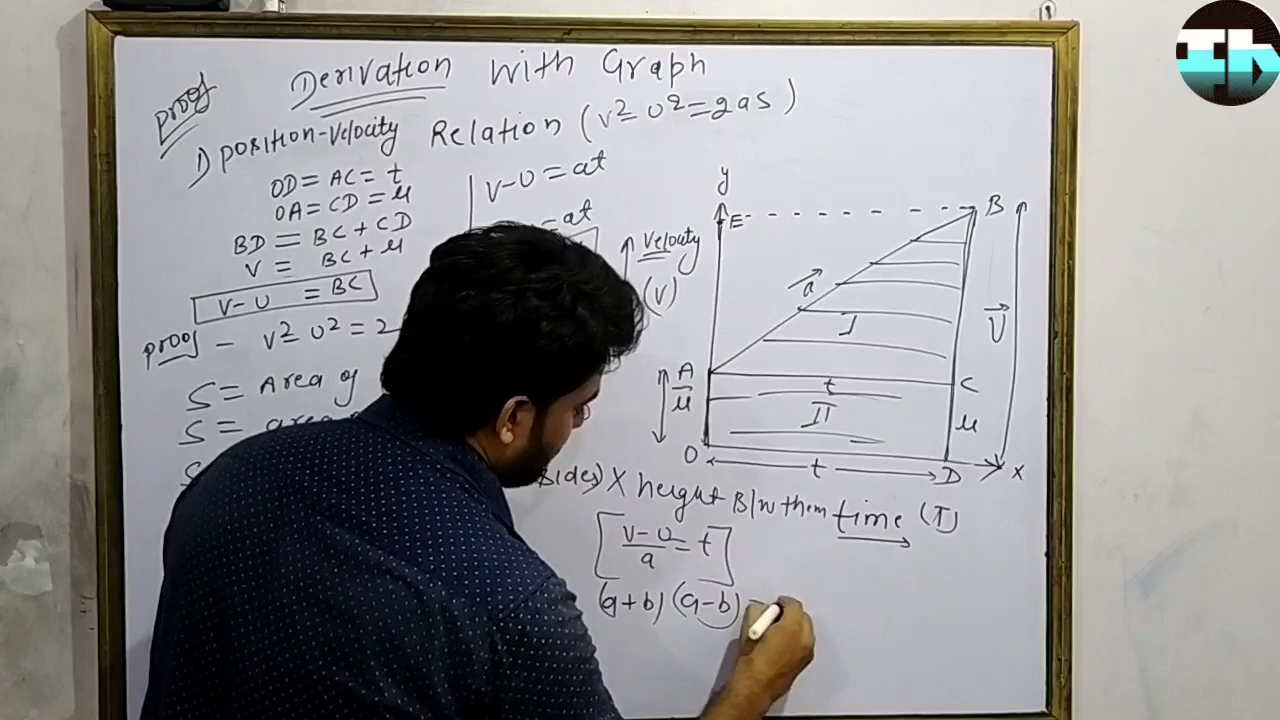 Proof
Derivation with Graph
1) Position-Velocity Relation (v² u² = 2as)
OD = AC = t
OA = CD = u
BD = BC + CD
V = BC + u
V-U = BC
Proof - v² u² = 2
S = Area of
S = area
S
V-U = at
= at
Velocity
(V)
y
E
B
a
I
V
A
u
t
C
II
u
O
t
D
X
sides) X height B/w them time (T)
V-U/a = t
(a+b) (a-b)